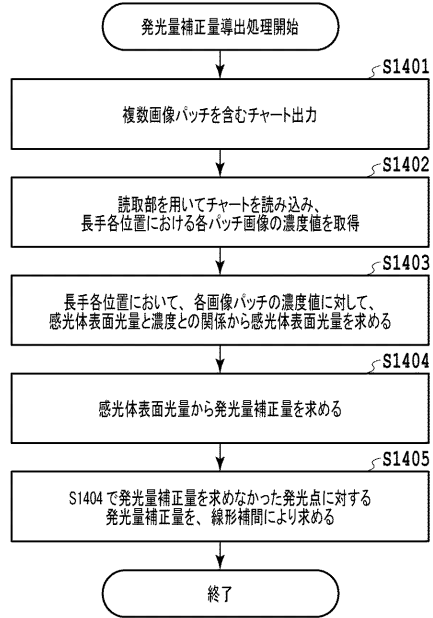 発光量補正量導出処理開始
S1401
複数画像パッチを含むチャート出力
S1402
読取部を用いてチャートを読み込み、
長手各位置における各パッチ画像の濃度値を取得
S1403
長手各位置において、各画像パッチの濃度値に対して、
感光体表面光量と濃度との関係から感光体表面光量を求める
S1404
感光体表面光量から発光量補正量を求める
S1405
S1404で発光量補正量を求めなかった発光点に対する
発光量補正量を、線形補間により求める
終了